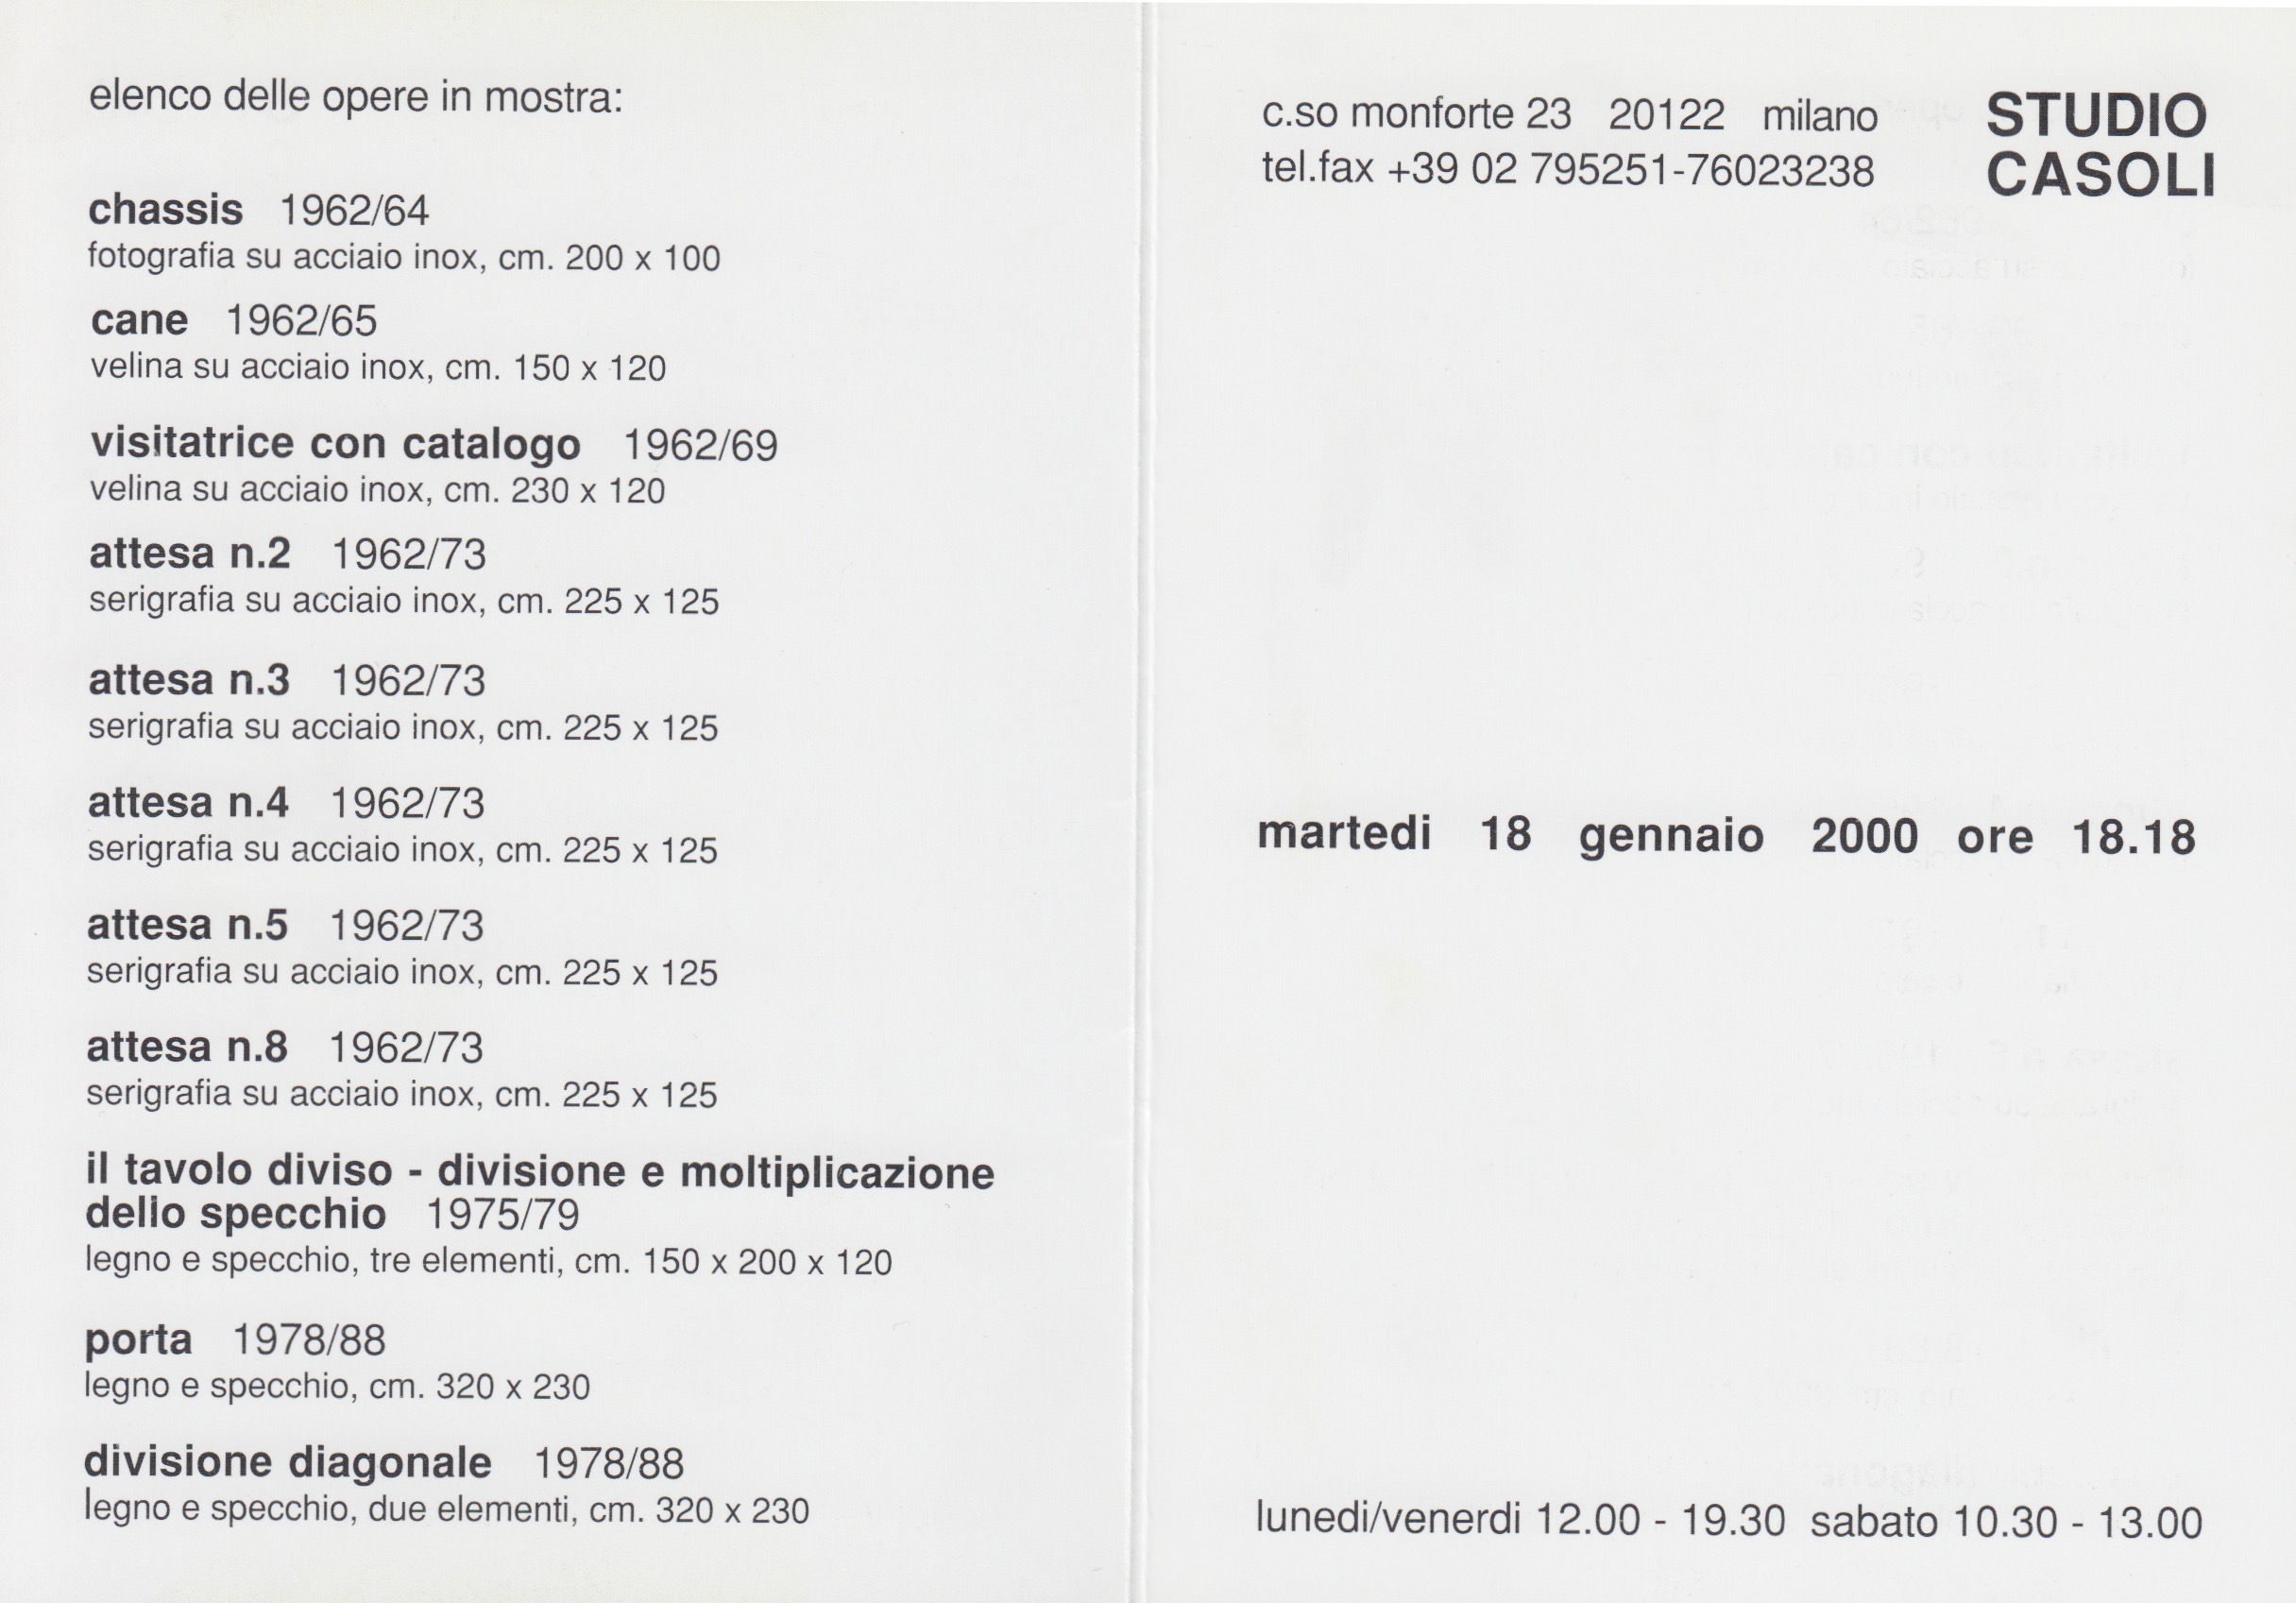 elenco delle opere in mostra:
chassis 1962/64
fotografia su acciaio inox, cm. 200 x 100
cane 1962/65
velina su acciaio inox, cm. 150 x 120
visitatrice con catalogo 1962/69
velina su acciaio inox, cm. 230 x 120
attesa n.2 1962/73
serigrafia su acciaio inox, cm. 225 x 125
attesa n.3 1962/73
serigrafia su acciaio inox, cm. 225 x 125
attesa n.4 1962/73
serigrafia su acciaio inox, cm. 225 x 125
attesa n.5 1962/73
serigrafia su acciaio inox, cm. 225 x 125
attesa n.8 1962/73
serigrafia su acciaio inox, cm. 225 x 125
il tavolo diviso - divisione e moltiplicazione
dello specchio 1975/79
legno e specchio, tre elementi, cm. 150 x 200 x 120
porta 1978/88
legno e specchio, cm. 320 x 230
divisione diagonale 1978/88
legno e specchio, due elementi, cm. 320 x 230
c.so monforte 23 20122 milano
tel.fax +39 02 795251-76023238
STUDIO
CASOLI
martedi 18 gennaio 2000 ore 18.18
lunedi/venerdi 12.00 - 19.30 sabato 10.30 - 13.00